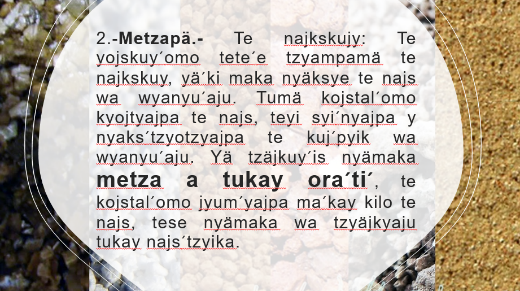 2.-Metzapä.- Te najkskujy: Te
yojskuy´omo tete´e tzyampamä te
najkskuy, yä´ki maka nyäksye te najs
wa wyanyu´aju. Tumä kojstal´omo
kyojtyajpa te najs, teyi syi´nyajpa y
nyaks´tzyotzyajpa te kuj´pyik wa
wyanyu´aju. Yä tzäjkuy´is nyämaka
metza a tukay ora´ti´, te
kojstal´omo jyum´yajpa ma´kay kilo te
najs, tese nyämaka wa tzyäjkyaju
tukay najs´tzyika.